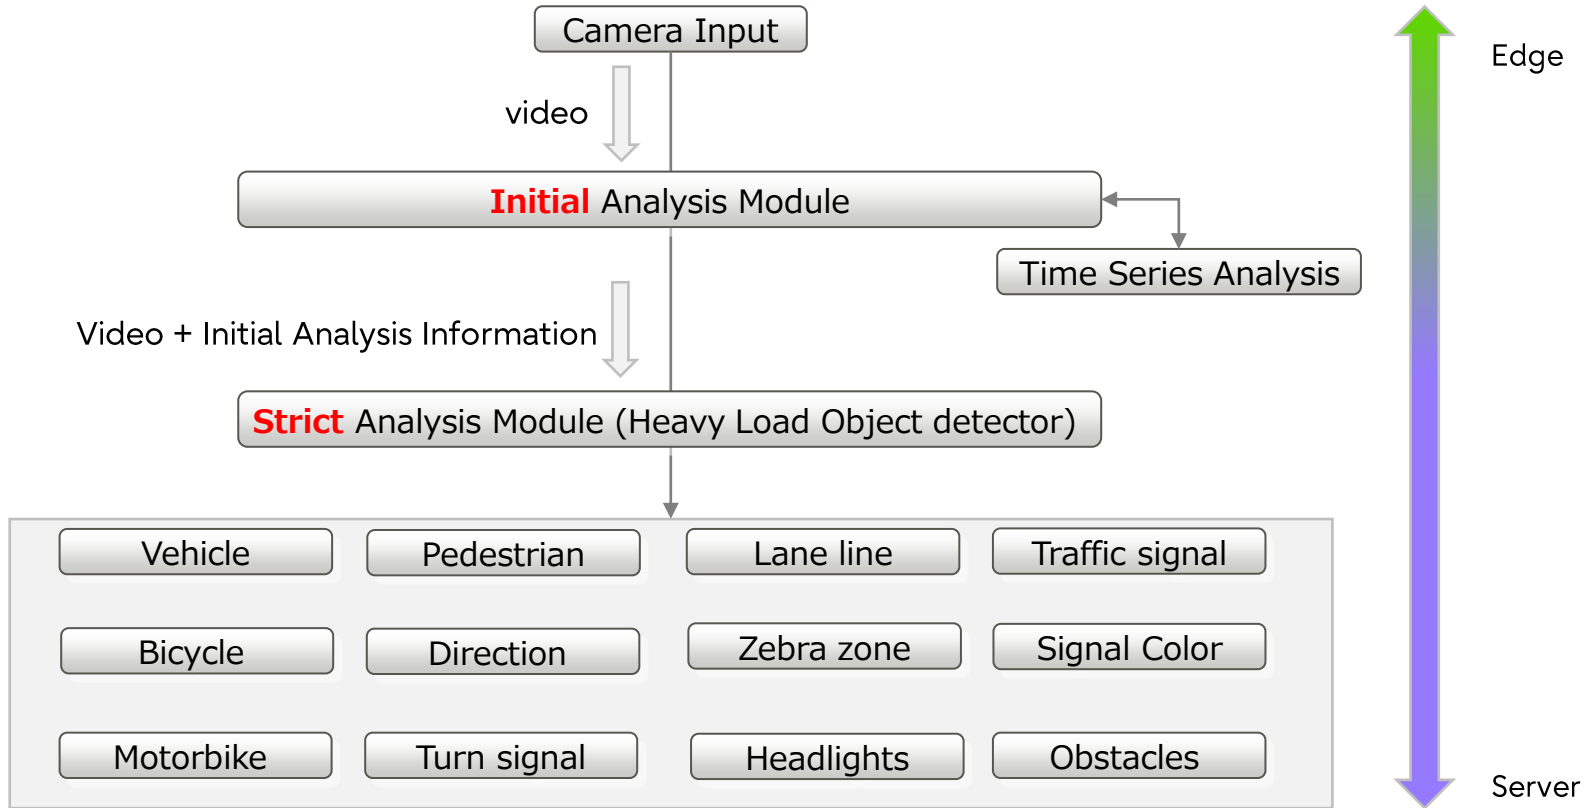 Camera Input
Edge
video
Initial Analysis Module
Time Series Analysis
Video + Initial Analysis Information
Strict Analysis Module (Heavy Load Object detector)
Vehicle
Pedestrian
Lane line
Traffic signal
Bicycle
Direction
Zebra zone
Signal Color
Motorbike
Turn signal
Headlights
Obstacles
Server